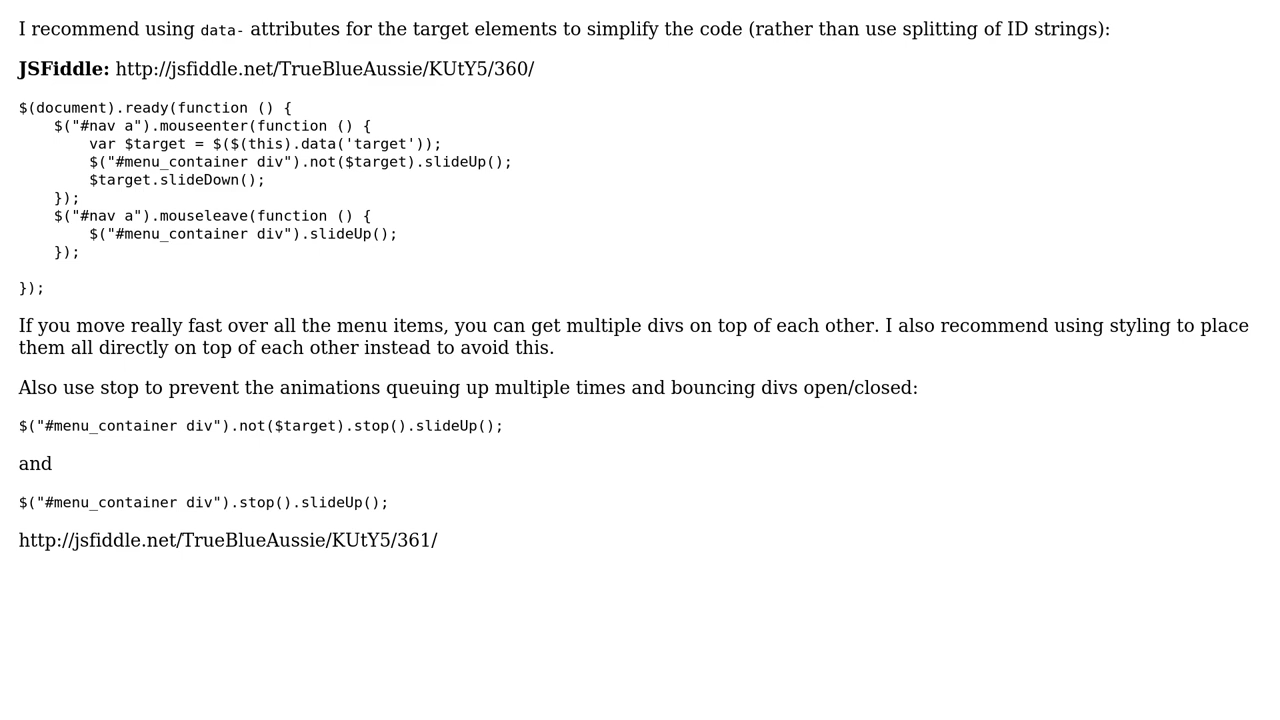 I recommend using data- attributes for the target elements to simplify the code (rather than use splitting of ID strings):
JSFiddle: http://jsfiddle.net/TrueBlueAussie/KUtY5/360/
$(document).ready(function () {
    $("#nav a").mouseenter(function () {
        var $target = $($(this).data('target'));
        $("#menu_container div").not($target).slideUp();
        $target.slideDown();
    });
    $("#nav a").mouseleave(function () {
        $("#menu_container div").slideUp();
    });
});
If you move really fast over all the menu items, you can get multiple divs on top of each other. I also recommend using styling to place
them all directly on top of each other instead to avoid this.
Also use stop to prevent the animations queuing up multiple times and bouncing divs open/closed:
$("#menu_container div").not($target).stop().slideUp();
and
$("#menu_container div").stop().slideUp();
http://jsfiddle.net/TrueBlueAussie/KUtY5/361/